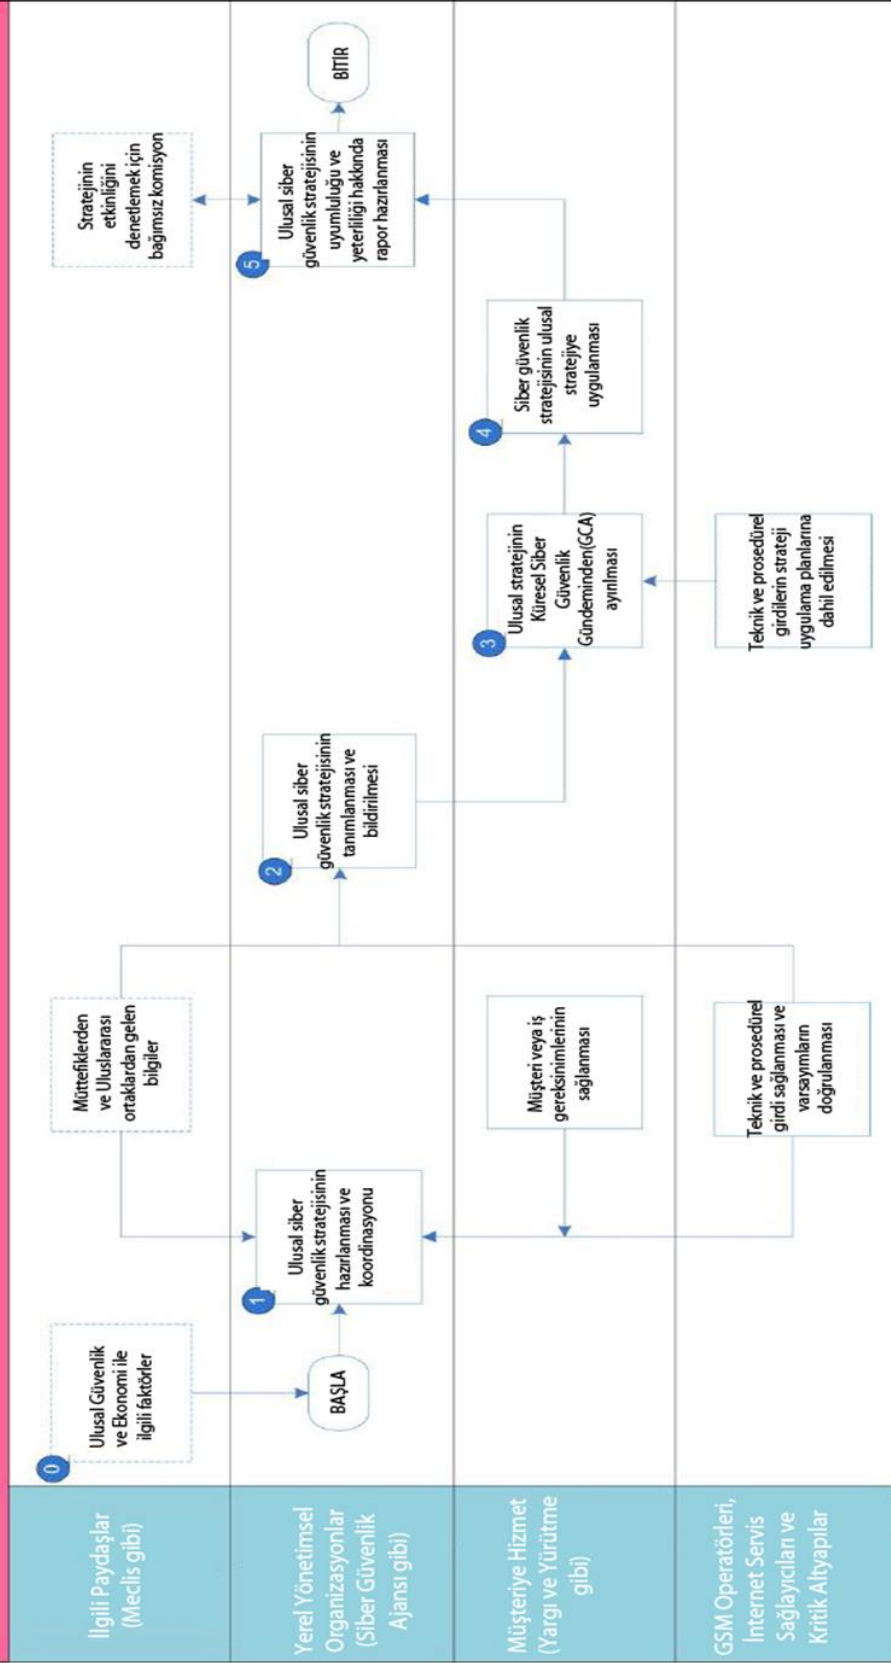 İlgili Paydaşlar
(Meclis gibi)
0
Ulusal Güvenlik
ve Ekonomi ile
ilgili faktörler
Müttefiklerden
ve Uluslararası
ortaklardan gelen
bilgiler
Stratejinin
etkinliğini
denetlemek için
bağımsız komisyon
Yerel Yönetimsel
Organizasyonlar
(Siber Güvenlik
Ajansı gibi)
BAŞLA
1
Ulusal siber
güvenlik stratejisinin
hazırlanması ve
koordinasyonu
2
Ulusal siber
güvenlik stratejisinin
tanımlanması ve
bildirilmesi
5
Ulusal siber
güvenlik stratejisinin
uyumluluğu ve
yeterliliği hakkında
rapor hazırlanması
BİTİR
Müşteriye Hizmet
(Yargı ve Yürütme
gibi)
Müşteri veya iş
gereksinimlerinin
sağlanması
3
Ulusal stratejinin
Küresel Siber
Güvenlik
Gündeminden(GCA)
ayırılması
4
Siber güvenlik
stratejisinin ulusal
stratejiye
uygulanması
GSM Operatörleri,
İnternet Servis
Sağlayıcıları ve
Kritik Altyapılar
Teknik ve prosedürel
girdi sağlanması ve
varsayımların
doğrulanması
Teknik ve prosedürel
girdilerin strateji
uygulama planlarına
dahil edilmesi